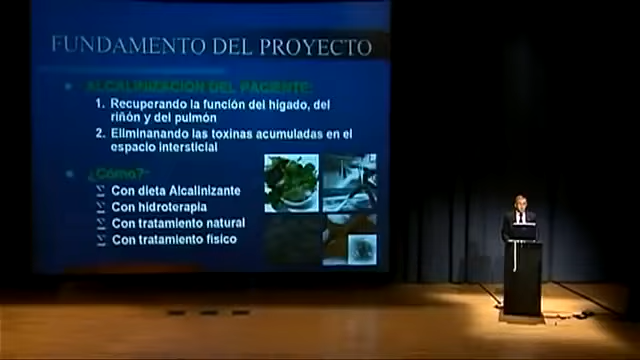 FUNDAMENTO DEL PROYECTO
ALCALINIZACION DEL PACIENTE:
1. Recuperando la función del hígado, del
riñón y del pulmón
2. Eliminanando las toxinas acumuladas en el
espacio intersticial
¿Cómo?
Con dieta Alcalinizante
Con hidroterapia
Con tratamiento natural
Con tratamiento físico